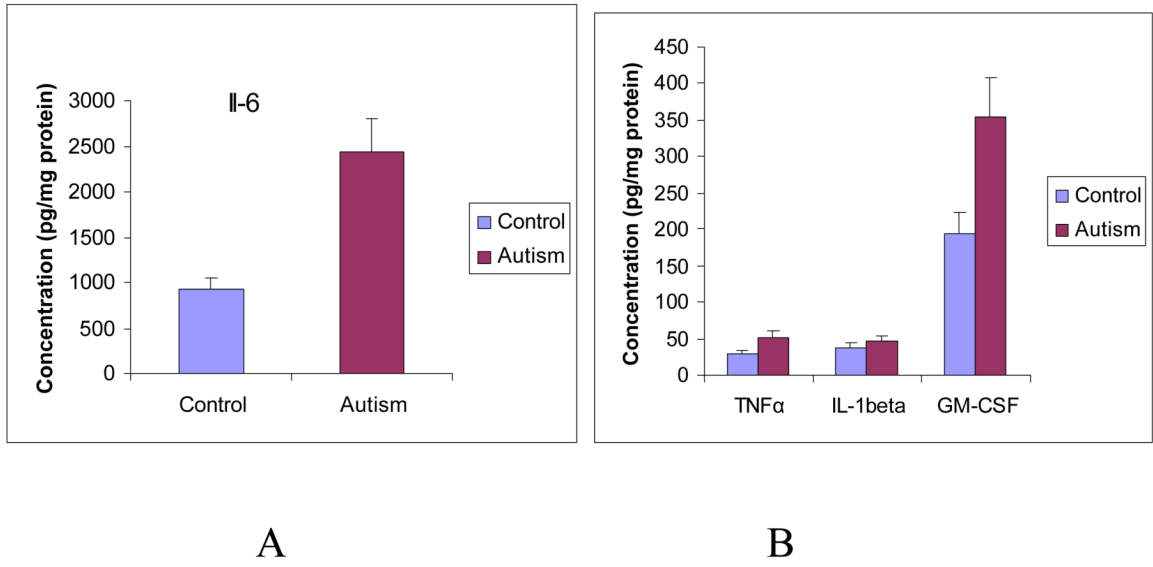 Il-6
Concentration (pg/mg protein)
3000
2500
2000
1500
1000
500
0
Control
Autism
Control
Autism
A
Concentration (pg/mg protein)
450
400
350
300
250
200
150
100
50
0
TNFα
IL-1beta
GM-CSF
Control
Autism
B